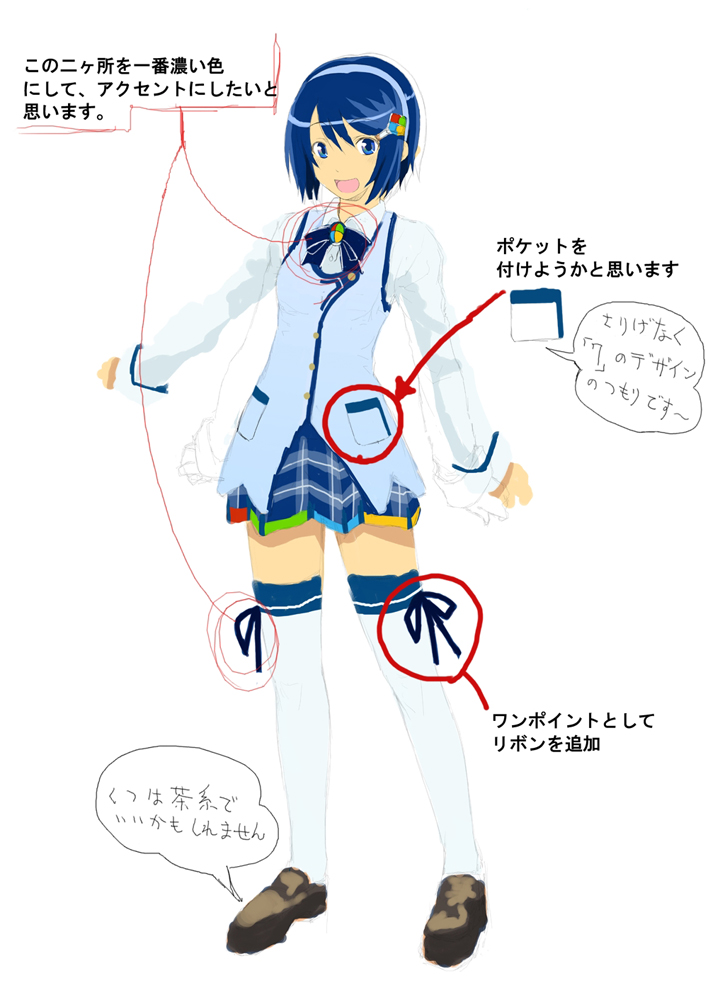 この二ヶ所を一番濃い色
にして、アクセントにしたいと
思います。
ポケットを
付けようかと思います
さりげなく
「7」のデザイン
のつもりです～
ワンポイントとして
リボンを追加
くつは茶系で
いいかもしれません